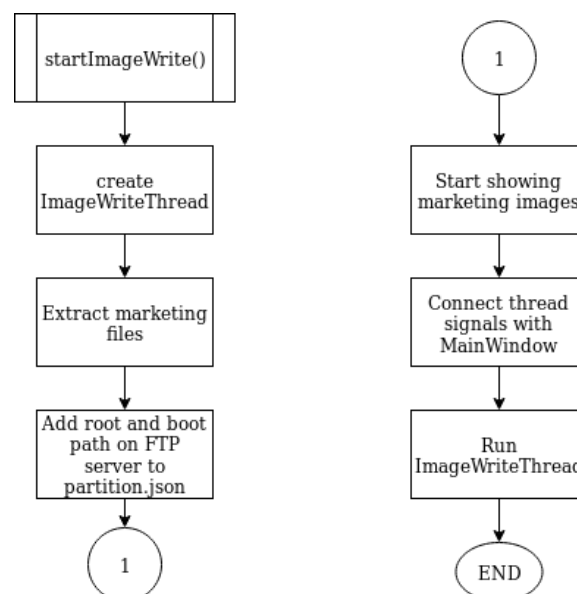 startImageWrite()
create
ImageWriteThread
Extract marketing
files
Add root and boot
path on FTP
server to
partition.json
1
1
Start showing
marketing images
Connect thread
signals with
MainWindow
Run
ImageWriteThread
END